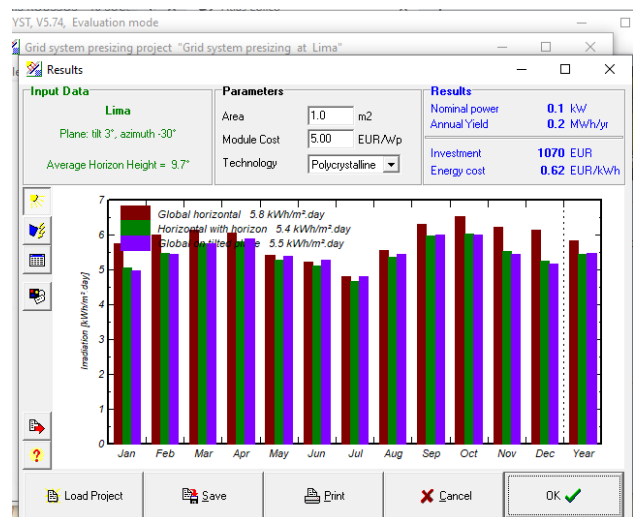 YST, V5.74, Evaluation mode
Grid system presizing project "Grid system presizing at Lima"
Results
Input Data
Lima
Plane: tilt 3°, azimuth -30°
Average Horizon Height = 9.7°
Parameters
Area 1.0 m2
Module Cost 5.00 EUR/Wp
Technology Polycrystalline
Results
Nominal power 0.1 kW
Annual Yield 0.2 MWh/yr
Investment 1070 EUR
Energy cost 0.62 EUR/kWh
Global horizontal 5.8 kWh/m².day
Horizontal with horizon 5.4 kWh/m².day
Global on tilted plane 5.5 kWh/m².day
Irradiation [kWh/m².day]
7
6
5
4
3
2
1
0
Jan Feb Mar Apr May Jun Jul Aug Sep Oct Nov Dec Year
Load Project Save Print Cancel OK